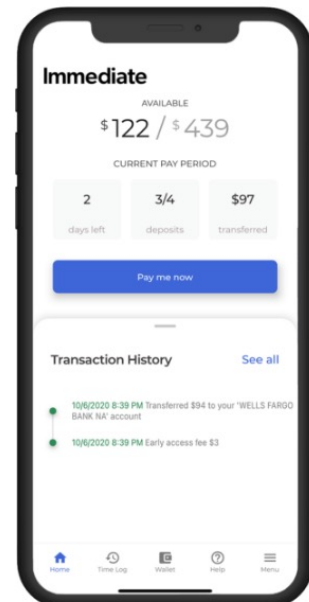 Immediate
AVAILABLE
$122 / $439
CURRENT PAY PERIOD
2 3/4 $97
days left deposits transferred
Pay me now
Transaction History See all
10/6/2020 8:39 PM Transferred $94 to your 'WELLS FARGO
BANK NA' account
10/6/2020 8:39 PM Early access fee $3
Home Time Log Wallet Help Menu